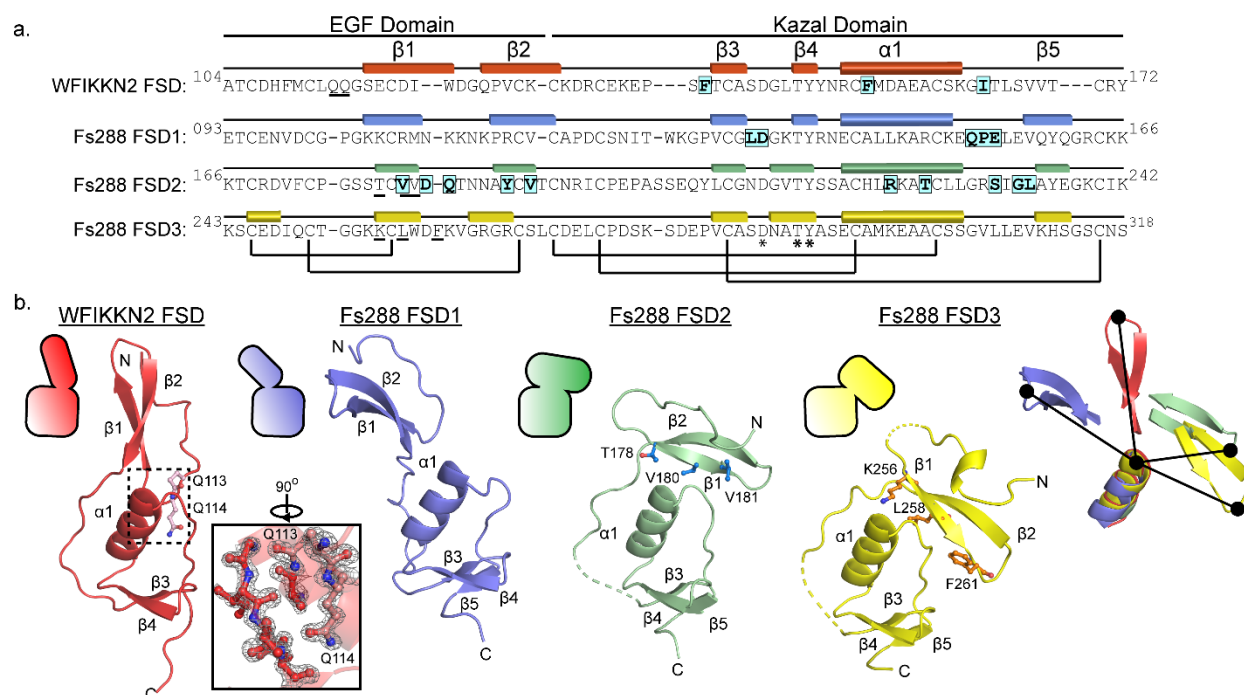 a.
EGF Domain Kazal Domain
β1 β2 β3 β4 α1 β5
WFIKKN2 FSD: 104 ATCDHFMCLQQGSECDI--WDGQPVCK-CKDRCEKEP---SFTCASDGLTYYNRCFMDAEACSKGITLSVVT---CRY 172
Fs288 FSD1: 093 ETCENVDCG-PGKKCRMN-KKNKPRCV-CAPDCSNIT-WKGPVCGLDGKTYRNECALLKARCKEQPELEVQYQGRCKK 166
Fs288 FSD2: 166 KTCRDVFCP-GSSTCVVD-QTNNAYCVTCNRICPEPASSEQYLCGNDGVTYSSACHLRKATCLLGRSIGLAYEGKCIK 242
Fs288 FSD3: 243 KSCEDIQCT-GGKKCLWDFKVGRGRCSLCDELCPDSK-SDEPVCASDNATYASECAMKEAACSSGVLLEVKHSGSCNS 318
* **
b.
WFIKKN2 FSD Fs288 FSD1 Fs288 FSD2 Fs288 FSD3
N β2 β1 Q113 Q114 α1 β3 β4 C
90° Q113 Q114
N β2 β1 α1 β3 β5 β4 C
β2 N T178 V180 β1 V181 α1 β3 β4 β5 C
K256 β1 N L258 α1 β2 F261 β3 β4 β5 C